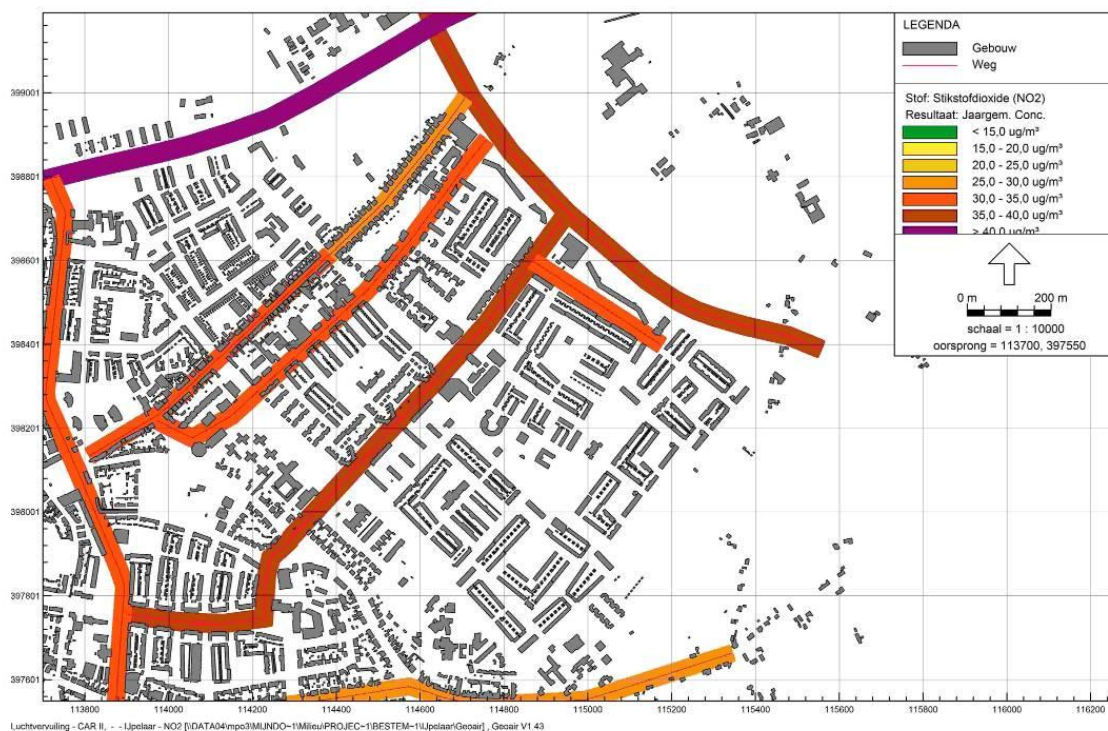 LEGENDA
Gebouw
Weg
Stof: Stikstofdioxide (NO2)
Resultaat: Jaargem. Conc.
< 15,0 ug/m³
15,0 - 20,0 ug/m³
20,0 - 25,0 ug/m³
25,0 - 30,0 ug/m³
30,0 - 35,0 ug/m³
35,0 - 40,0 ug/m³
> 40,0 ug/m³
0 m 200 m
schaal = 1 : 10000
oorsprong = 113700, 397550
399001
398801
398601
398401
398201
398001
397801
397601
113800 114000 114200 114400 114600 114800 115000 115200 115400 115600 115800 116000 116200
Luchtvervuiling - CAR II, - - IJpelaar - NO2 [\\DATA04\mpo3\MIJNDO~1\Milieu\PROJEC~1\BESTEM~1\IJpelaar\Geoair] , Geoair V1.43